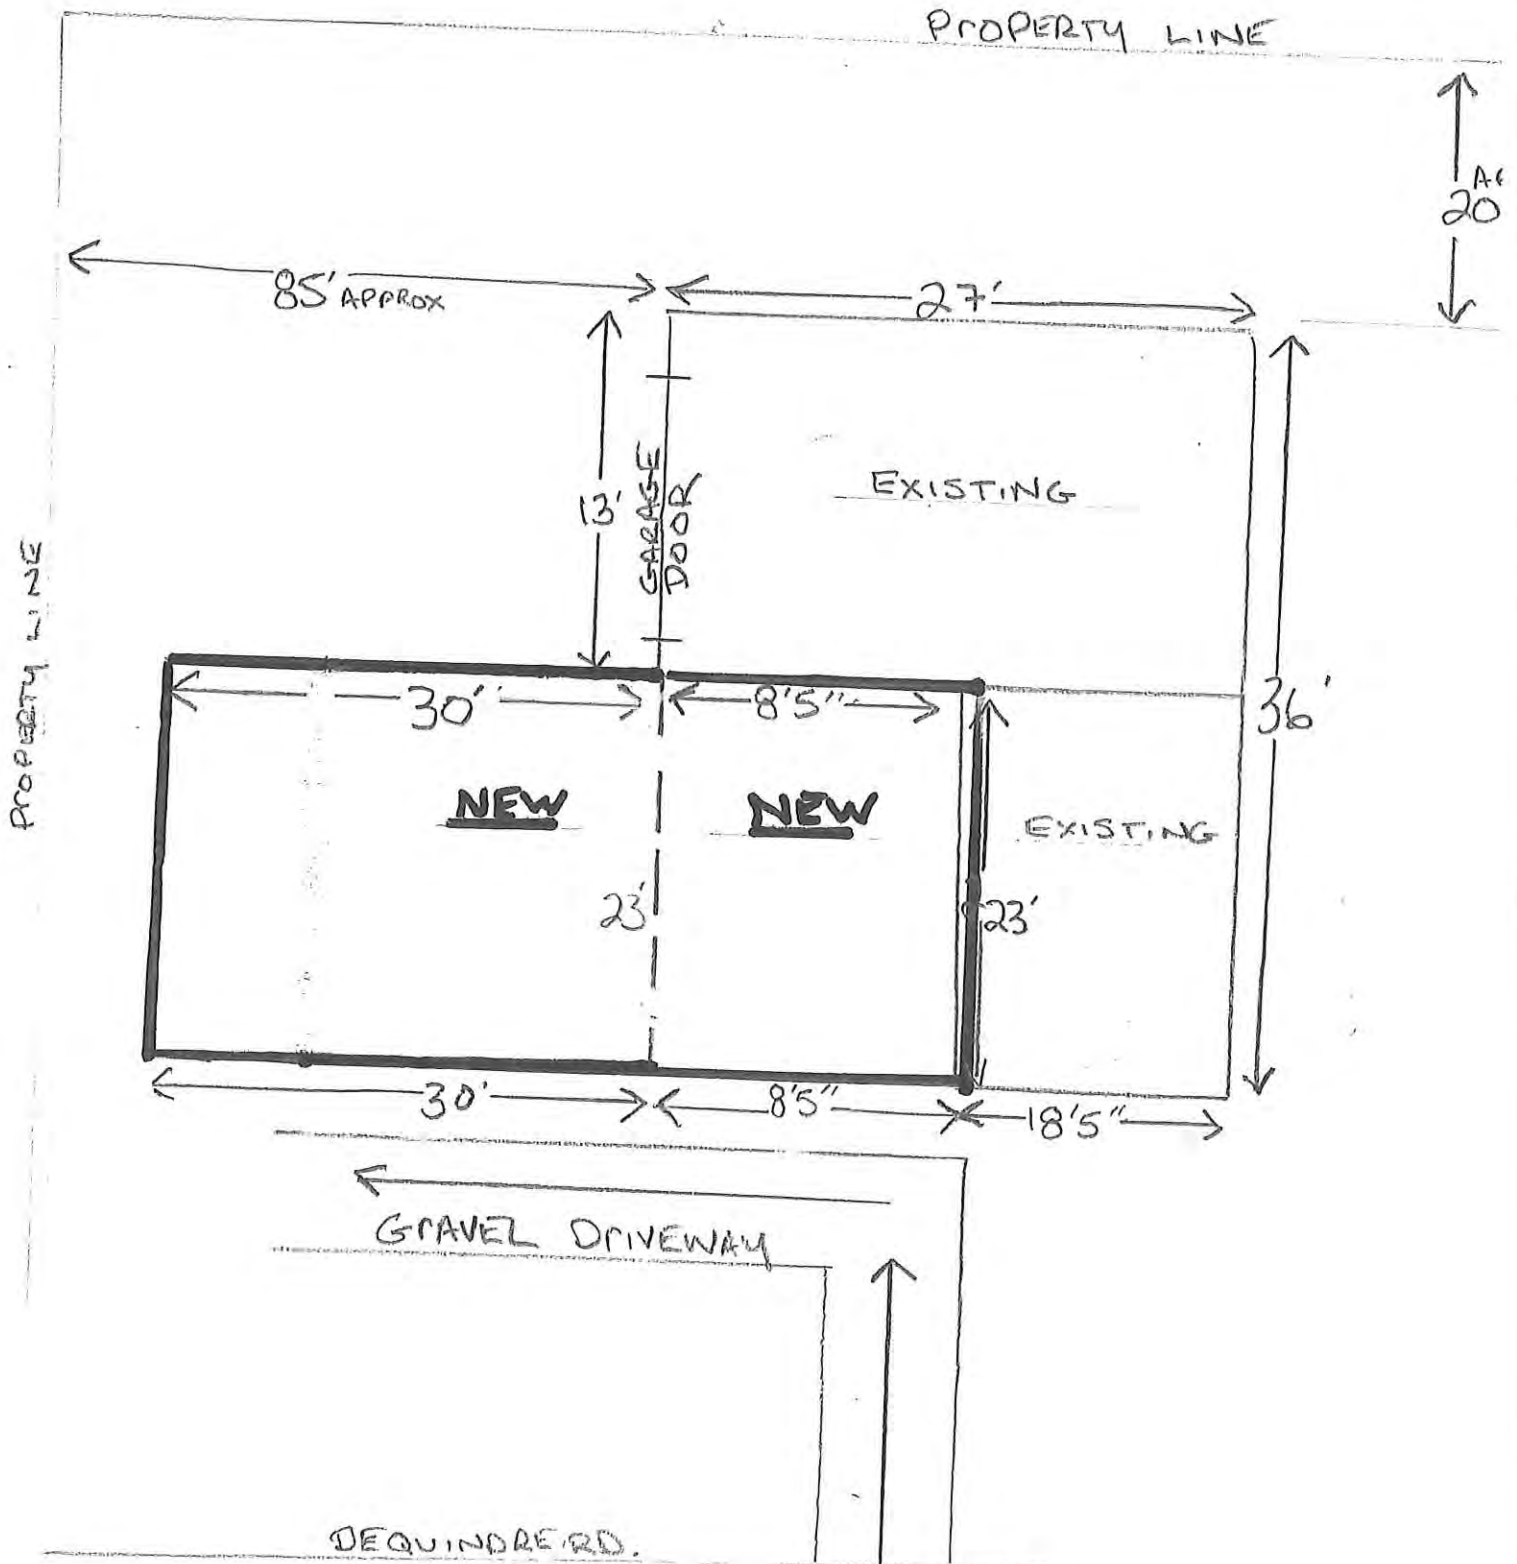 PrOPERTY LINE
20'
85' APPROX
27'
13'
GARAGE
DOOR
EXISTING
PrOPERTY LINE
30'
8'5"
36'
NEW
NEW
EXISTING
23'
23'
30'
8'5"
18'5"
GrAVEL DrIVEWAY
DEQUINDRE RD.